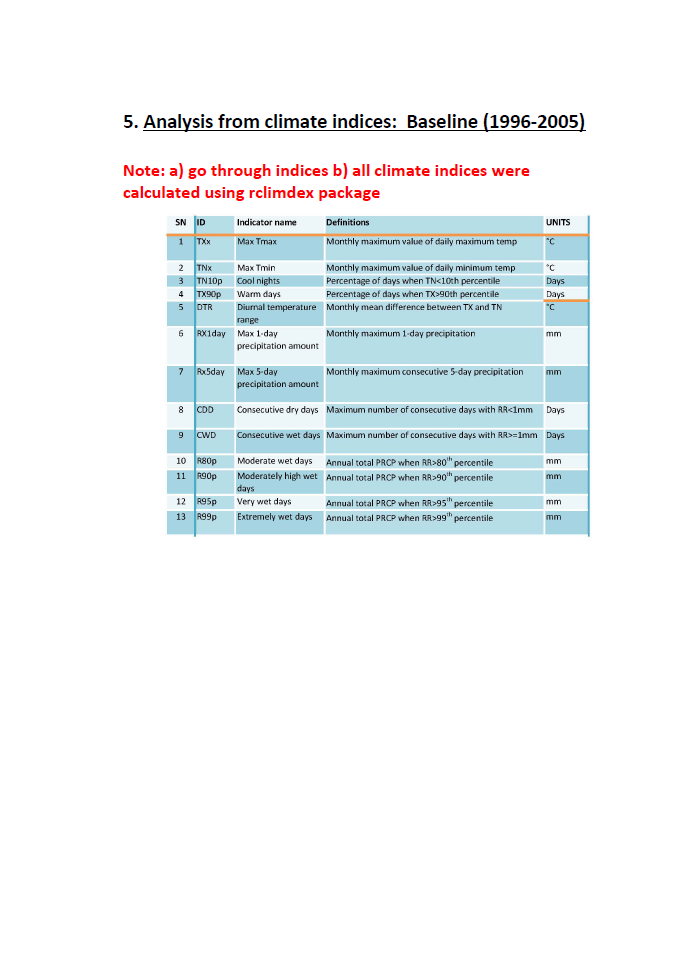 5. Analysis from climate indices:  Baseline (1996-2005)
Note: a) go through indices b) all climate indices were
calculated using rclimdex package
SN ID Indicator name Definitions UNITS
1 TXx Max Tmax Monthly maximum value of daily maximum temp °C
2 TNx Max Tmin Monthly maximum value of daily minimum temp °C
3 TN10p Cool nights Percentage of days when TN<10th percentile Days
4 TX90p Warm days Percentage of days when TX>90th percentile Days
5 DTR Diurnal temperature Monthly mean difference between TX and TN °C
range
6 RX1day Max 1-day Monthly maximum 1-day precipitation mm
precipitation amount
7 Rx5day Max 5-day Monthly maximum consecutive 5-day precipitation mm
precipitation amount
8 CDD Consecutive dry days Maximum number of consecutive days with RR<1mm Days
9 CWD Consecutive wet days Maximum number of consecutive days with RR>=1mm Days
10 R80p Moderate wet days Annual total PRCP when RR>80th percentile mm
11 R90p Moderately high wet Annual total PRCP when RR>90th percentile mm
days
12 R95p Very wet days Annual total PRCP when RR>95th percentile mm
13 R99p Extremely wet days Annual total PRCP when RR>99th percentile mm